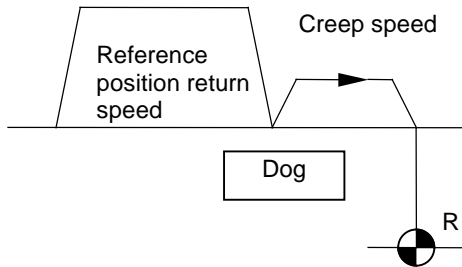 Creep speed
Reference
position return
speed
Dog
R